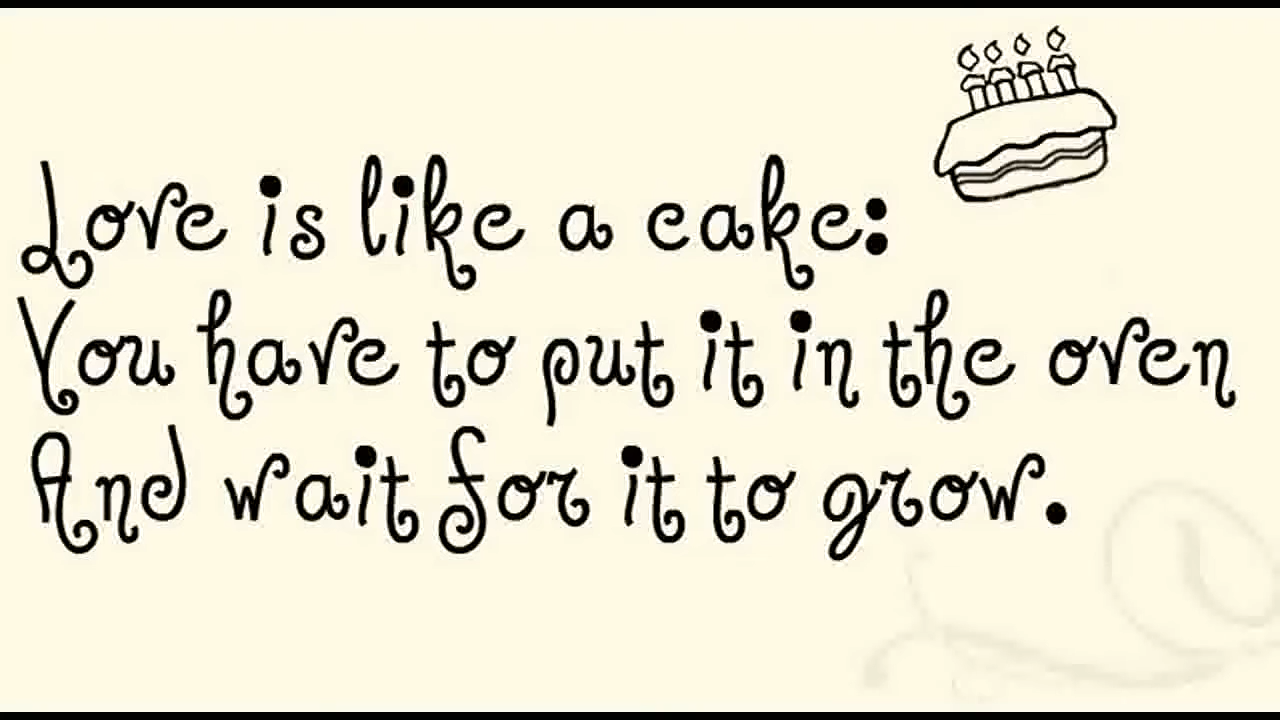 Love is like a cake:
You have to put it in the oven
And wait for it to grow.